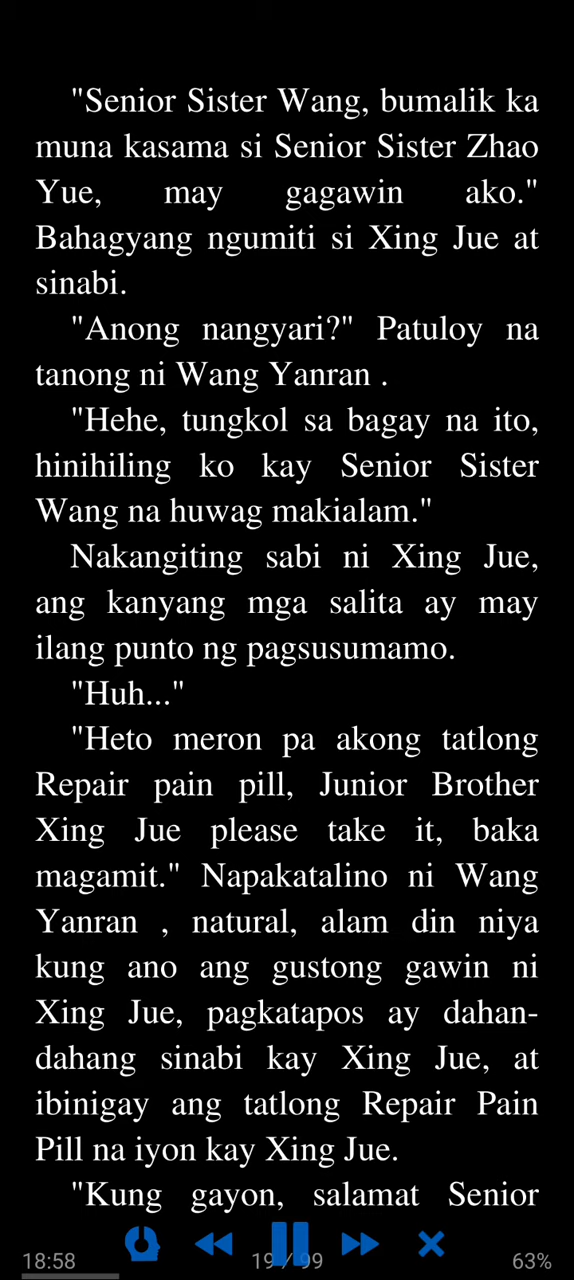 "Senior Sister Wang, bumalik ka
muna kasama si Senior Sister Zhao
Yue, may gagawin ako."
Bahagyang ngumiti si Xing Jue at
sinabi.
"Anong nangyari?" Patuloy na
tanong ni Wang Yanran .
"Hehe, tungkol sa bagay na ito,
hinihiling ko kay Senior Sister
Wang na huwag makialam."
Nakangiting sabi ni Xing Jue,
ang kanyang mga salita ay may
ilang punto ng pagsusumamo.
"Huh..."
"Heto meron pa akong tatlong
Repair pain pill, Junior Brother
Xing Jue please take it, baka
magamit." Napakatalino ni Wang
Yanran , natural, alam din niya
kung ano ang gustong gawin ni
Xing Jue, pagkatapos ay dahan-
dahang sinabi kay Xing Jue, at
ibinigay ang tatlong Repair Pain
Pill na iyon kay Xing Jue.
"Kung gayon, salamat Senior
18:58 19 / 99 63%